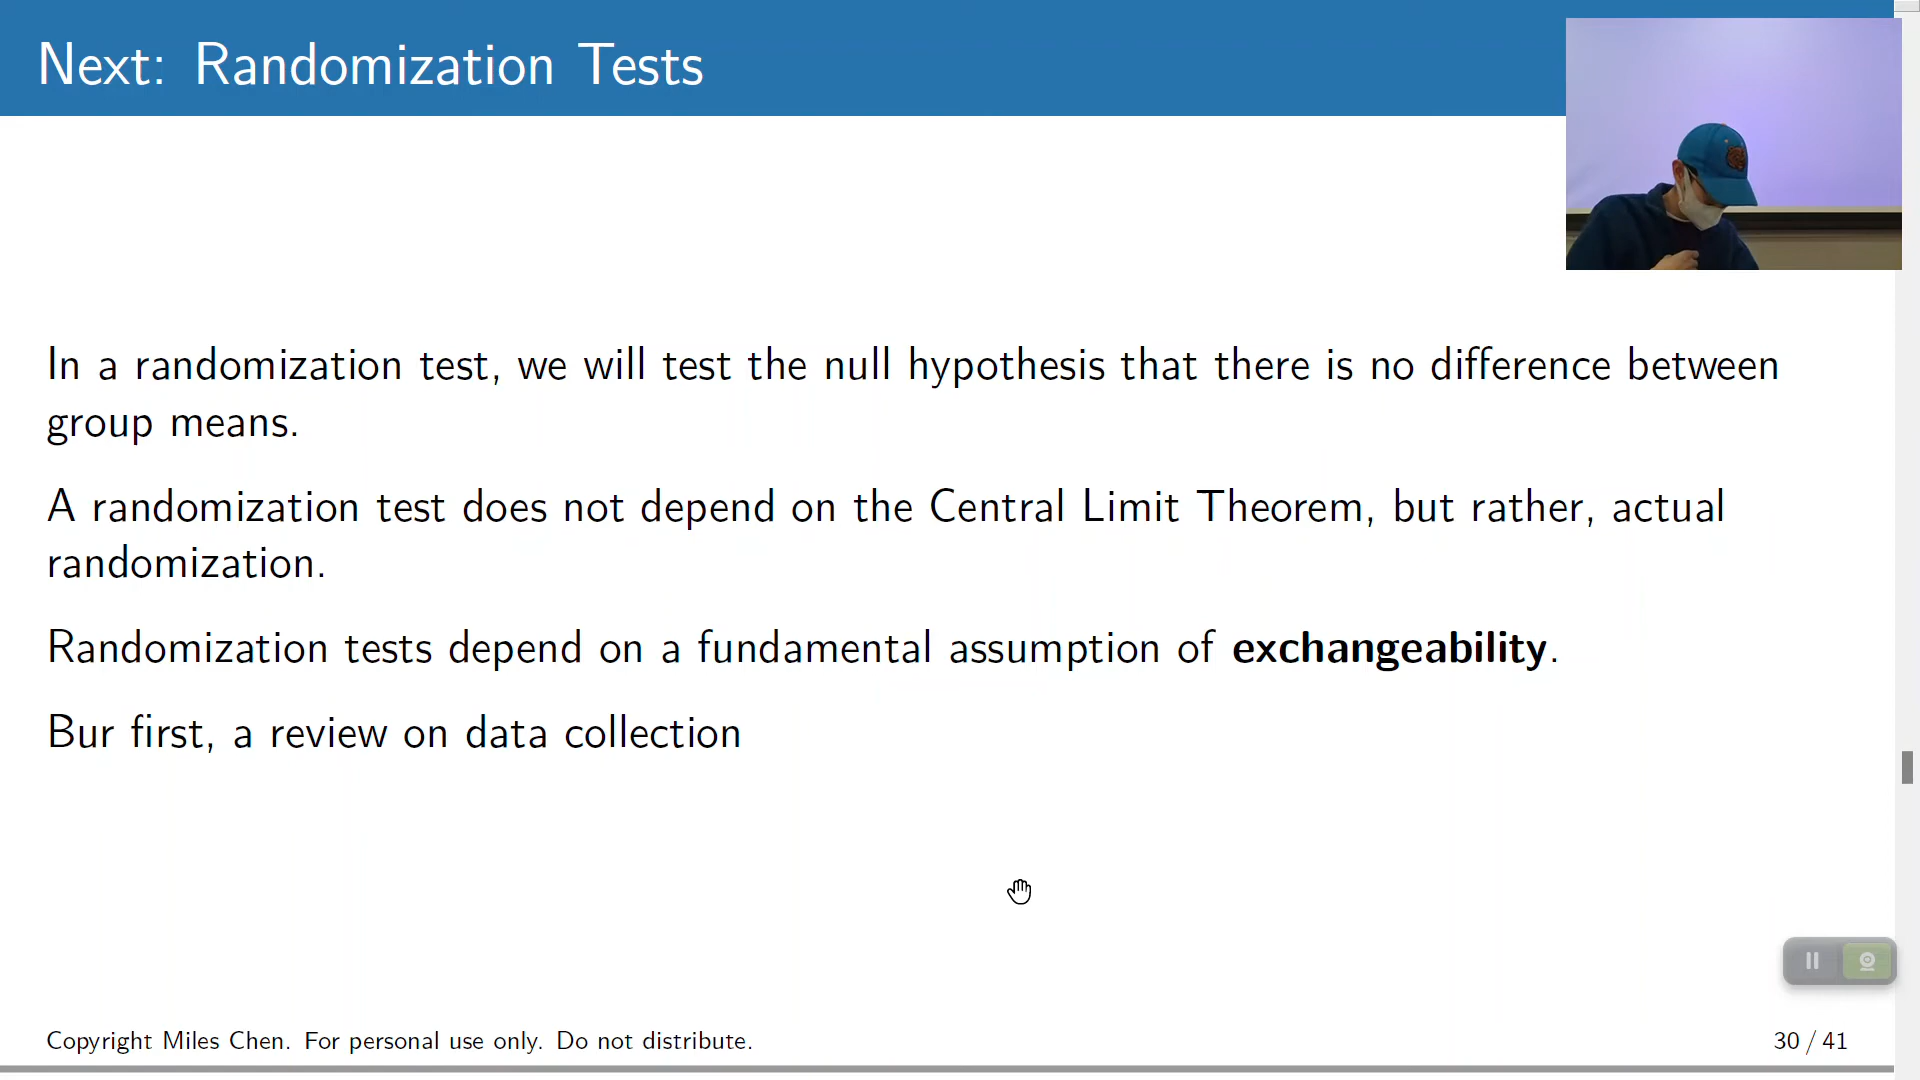 Next: Randomization Tests
In a randomization test, we will test the null hypothesis that there is no difference between
group means.
A randomization test does not depend on the Central Limit Theorem, but rather, actual
randomization.
Randomization tests depend on a fundamental assumption of exchangeability.
Bur first, a review on data collection
Copyright Miles Chen. For personal use only. Do not distribute.
30 / 41